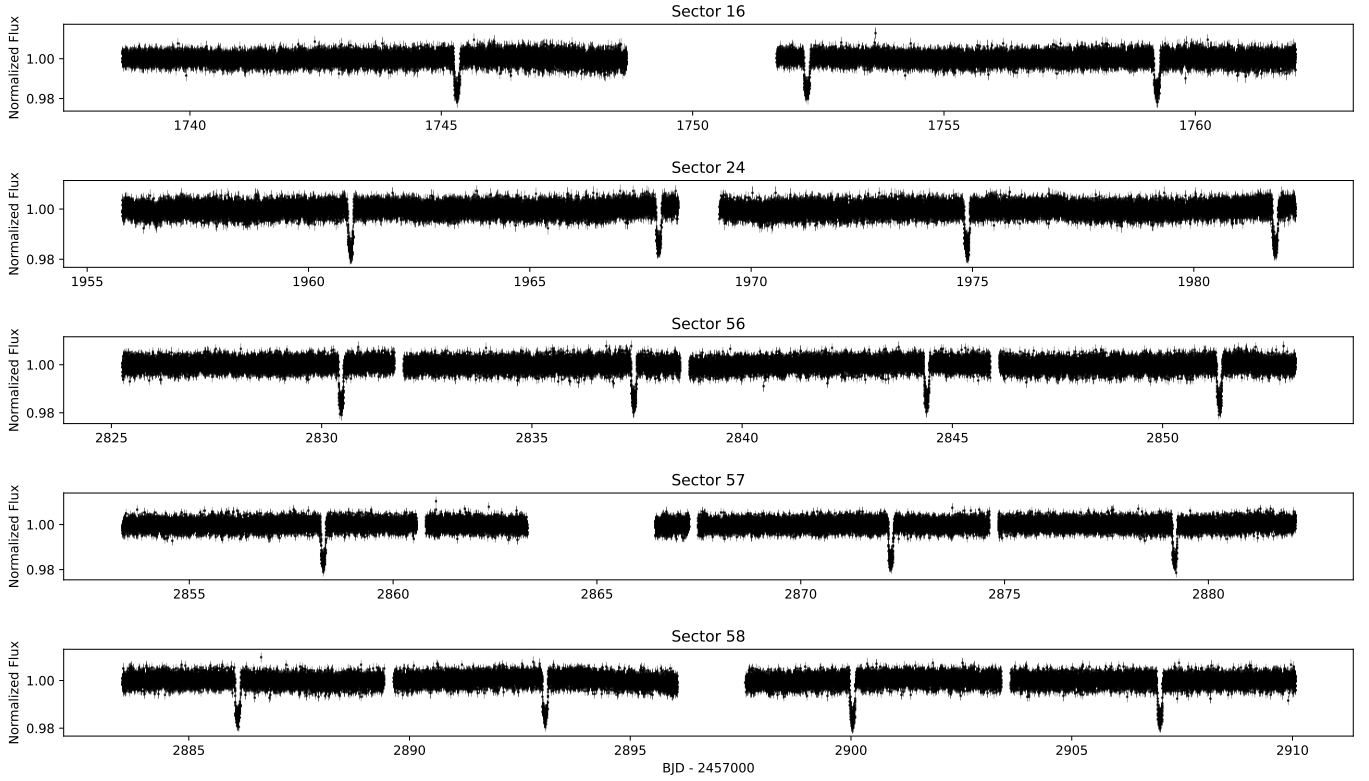 Sector 16
Normalized Flux
1.00
0.98
1740 1745 1750 1755 1760
Sector 24
Normalized Flux
1.00
0.98
1955 1960 1965 1970 1975 1980
Sector 56
Normalized Flux
1.00
0.98
2825 2830 2835 2840 2845 2850
Sector 57
Normalized Flux
1.00
0.98
2855 2860 2865 2870 2875 2880
Sector 58
Normalized Flux
1.00
0.98
2885 2890 2895 2900 2905 2910
BJD - 2457000